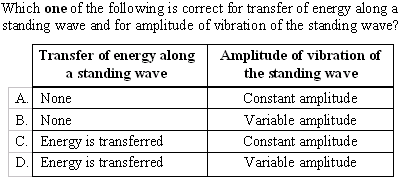 Which one of the following is correct for transfer of energy along a
standing wave and for amplitude of vibration of the standing wave?
Transfer of energy along a standing wave Amplitude of vibration of the standing wave
A. None Constant amplitude
B. None Variable amplitude
C. Energy is transferred Constant amplitude
D. Energy is transferred Variable amplitude